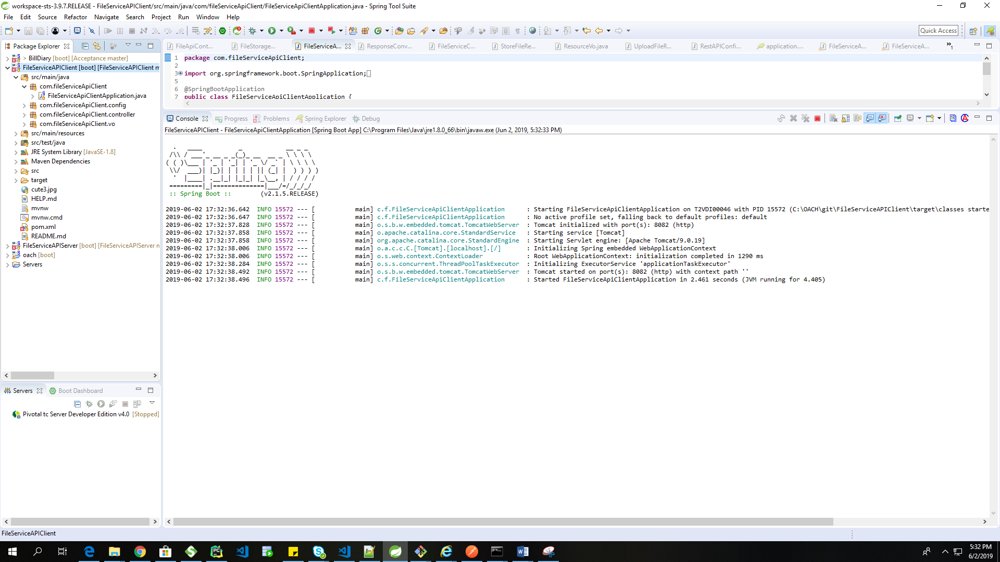 workspace-sts-3.9.7.RELEASE - FileServiceAPIClient/src/main/java/com/fileServiceApiClient/FileServiceApiClientApplication.java - Spring Tool Suite
File Edit Source Refactor Navigate Search Project Run Window Help
Quick Access
Package Explorer
FileApiCont...
FileStorage...
FileServiceA...
ResponseConv...
FileServiceC...
StoreFileRe...
ResourceVo.java
UploadFileR...
RestAPIConfi...
application....
FileServiceA...
FileServiceA...
»1
> BillDiary [boot] [Acceptance master]
FileServiceAPIClient [boot] [FileServiceAPIClient m
src/main/java
com.fileServiceApiClient
FileServiceApiClientApplication.java
com.fileServiceApiClient.config
com.fileServiceApiClient.controller
com.fileServiceApiClient.vo
src/main/resources
src/test/java
JRE System Library [JavaSE-1.8]
Maven Dependencies
src
target
cute3.jpg
HELP.md
mvnw
mvnw.cmd
pom.xml
README.md
FileServiceAPIServer [boot] [FileServiceAPIServer m
oach [boot]
Servers
1 package com.fileServiceApiClient;
2
3 import org.springframework.boot.SpringApplication;
5
6 @SpringBootApplication
7 public class FileServiceApiClientApplication {
Console Progress Problems Spring Explorer Debug
FileServiceAPIClient - FileServiceApiClientApplication [Spring Boot App] C:\Program Files\Java\jre1.8.0_66\bin\javaw.exe (Jun 2, 2019, 5:32:33 PM)
Spring
:: Spring Boot :: (v2.1.5.RELEASE)
2019-06-02 17:32:36.642 INFO 15572 --- [ main] c.f.FileServiceApiClientApplication : Starting FileServiceApiClientApplication on T2VDI00046 with PID 15572 (C:\OACH\git\FileServiceAPIClient\target\classes starte
2019-06-02 17:32:36.647 INFO 15572 --- [ main] c.f.FileServiceApiClientApplication : No active profile set, falling back to default profiles: default
2019-06-02 17:32:37.828 INFO 15572 --- [ main] o.s.b.w.embedded.tomcat.TomcatWebServer : Tomcat initialized with port(s): 8082 (http)
2019-06-02 17:32:37.858 INFO 15572 --- [ main] o.apache.catalina.core.StandardService : Starting service [Tomcat]
2019-06-02 17:32:37.858 INFO 15572 --- [ main] org.apache.catalina.core.StandardEngine : Starting Servlet engine: [Apache Tomcat/9.0.19]
2019-06-02 17:32:38.006 INFO 15572 --- [ main] o.a.c.c.C.[Tomcat].[localhost].[/] : Initializing Spring embedded WebApplicationContext
2019-06-02 17:32:38.006 INFO 15572 --- [ main] o.s.web.context.ContextLoader : Root WebApplicationContext: initialization completed in 1290 ms
2019-06-02 17:32:38.284 INFO 15572 --- [ main] o.s.s.concurrent.ThreadPoolTaskExecutor : Initializing ExecutorService 'applicationTaskExecutor'
2019-06-02 17:32:38.492 INFO 15572 --- [ main] o.s.b.w.embedded.tomcat.TomcatWebServer : Tomcat started on port(s): 8082 (http) with context path ''
2019-06-02 17:32:38.496 INFO 15572 --- [ main] c.f.FileServiceApiClientApplication : Started FileServiceApiClientApplication in 2.461 seconds (JVM running for 4.405)
Servers Boot Dashboard
Pivotal tc Server Developer Edition v4.0 [Stopped]
FileServiceAPIClient
5:32 PM
6/2/2019